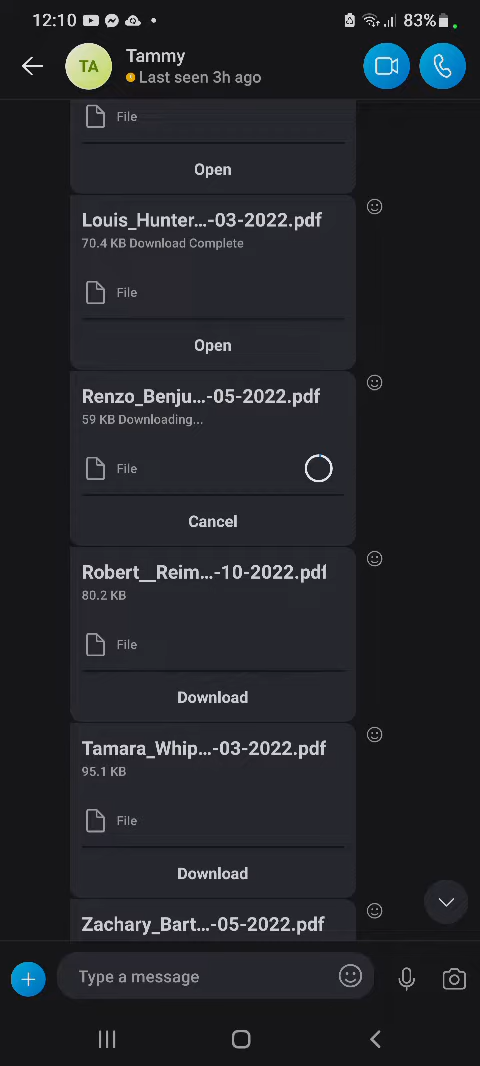 12:10
83%
TA
Tammy
Last seen 3h ago
File
Open
Louis_Hunter...-03-2022.pdf
70.4 KB Download Complete
File
Open
Renzo_Benju...-05-2022.pdf
59 KB Downloading...
File
Cancel
Robert__Reim...-10-2022.pdf
80.2 KB
File
Download
Tamara_Whip...-03-2022.pdf
95.1 KB
File
Download
Zachary_Bart...-05-2022.pdf
Type a message